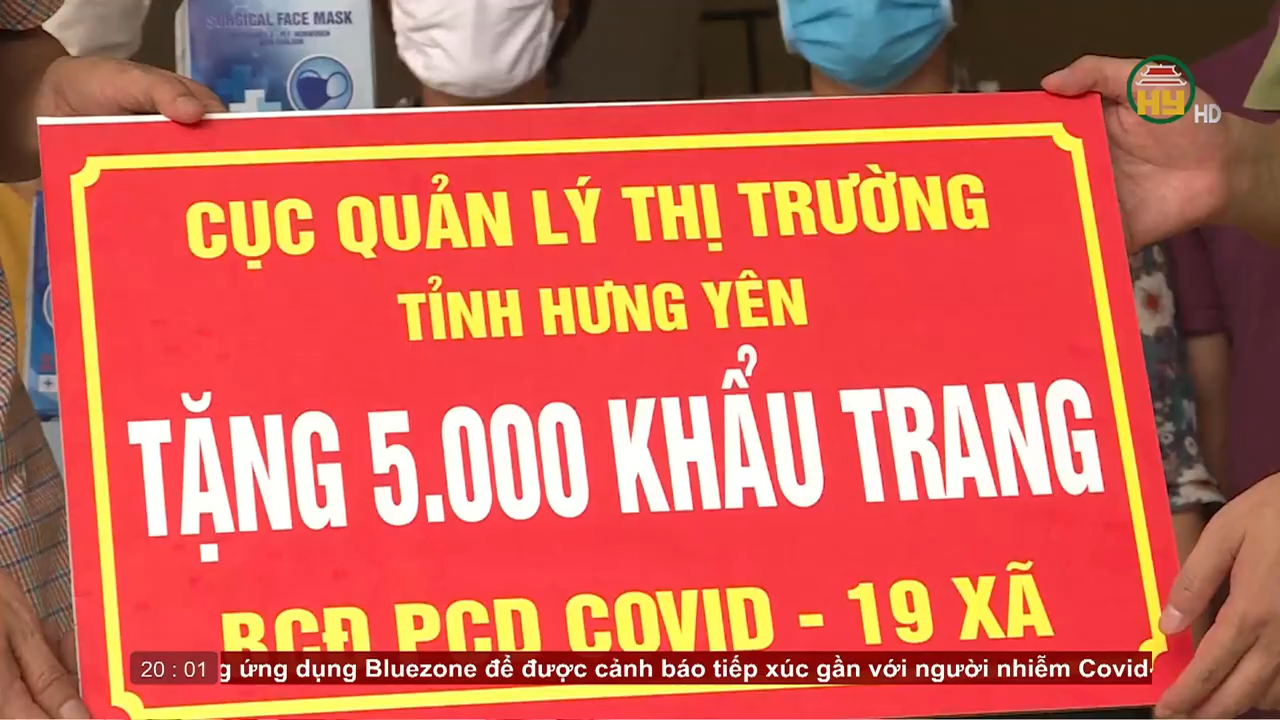 SURGICAL FACE MASK
HY HD
CỤC QUẢN LÝ THỊ TRƯỜNG
TỈNH HƯNG YÊN
TẶNG 5.000 KHẨU TRANG
BCĐ PCD COVID - 19 XÃ
20 : 01 g ứng dụng Bluezone để được cảnh báo tiếp xúc gần với người nhiễm Covid-